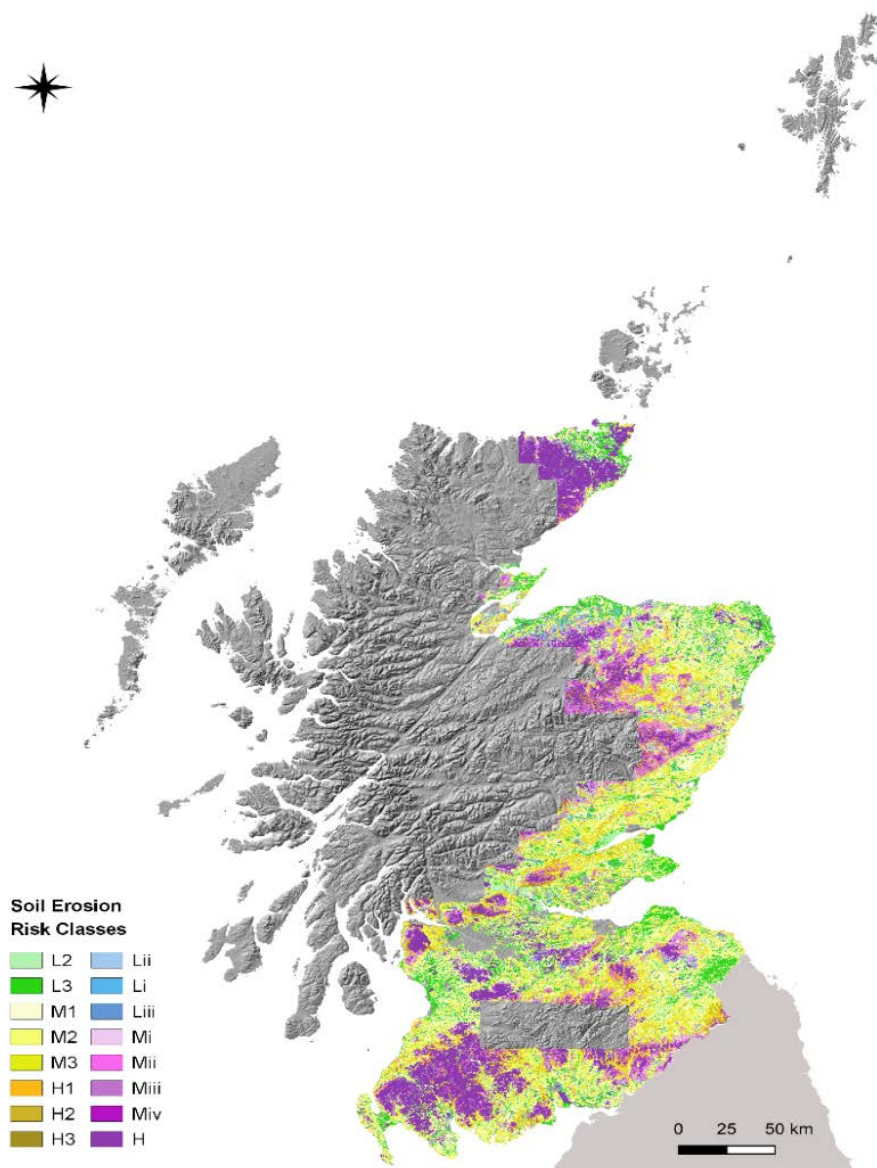 Soil Erosion
Risk Classes
L2 Lii
L3 Li
M1 Liii
M2 Mi
M3 Mii
H1 Miii
H2 Miv
H3 H
0 25 50 km